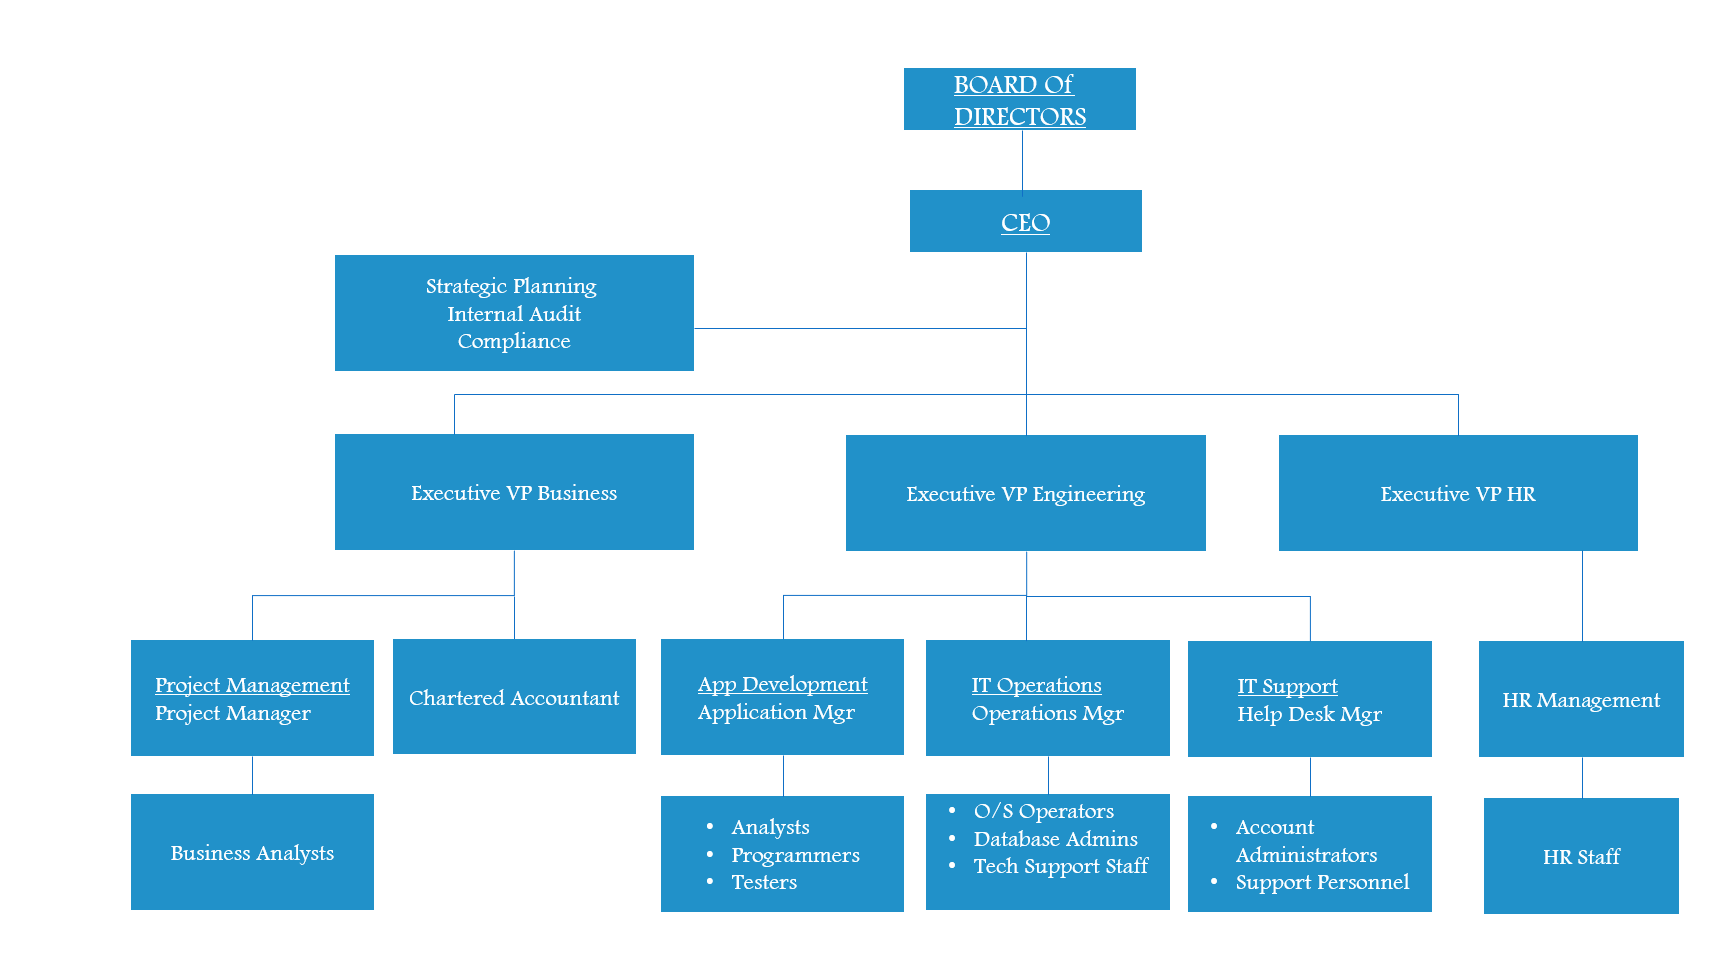 BOARD Of
DIRECTORS
CEO
Strategic Planning
Internal Audit
Compliance
Executive VP Business
Executive VP Engineering
Executive VP HR
Project Management
Project Manager
Chartered Accountant
App Development
Application Mgr
IT Operations
Operations Mgr
IT Support
Help Desk Mgr
HR Management
Business Analysts
• Analysts
• Programmers
• Testers
• O/S Operators
• Database Admins
• Tech Support Staff
• Account
Administrators
• Support Personnel
HR Staff